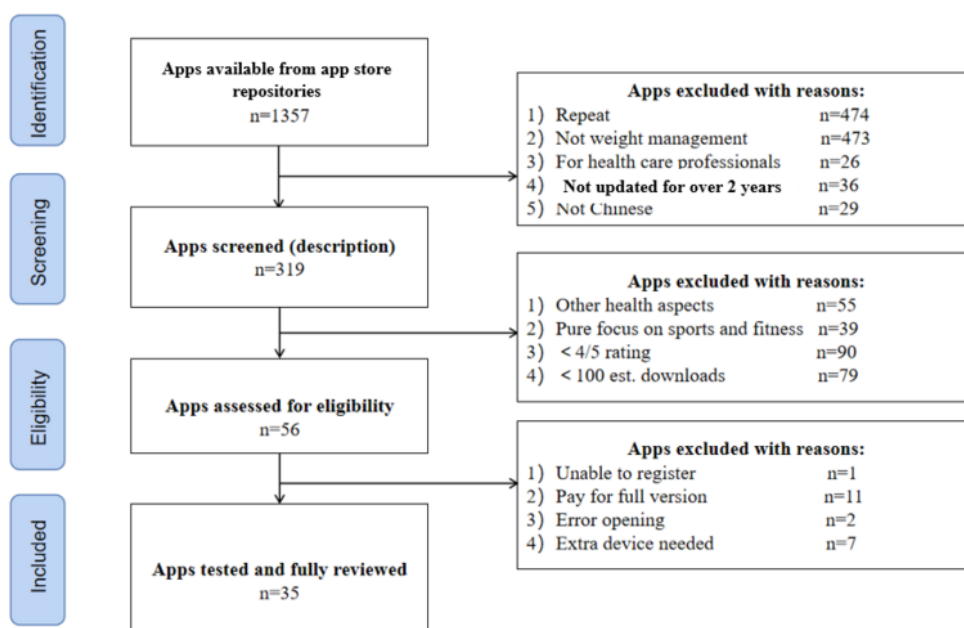 Identification
Apps available from app store
repositories
n=1357
Apps excluded with reasons:
1) Repeat n=474
2) Not weight management n=473
3) For health care professionals n=26
4) Not updated for over 2 years n=36
5) Not Chinese n=29
Screening
Apps screened (description)
n=319
Apps excluded with reasons:
1) Other health aspects n=55
2) Pure focus on sports and fitness n=39
3) < 4/5 rating n=90
4) < 100 est. downloads n=79
Eligibility
Apps assessed for eligibility
n=56
Apps excluded with reasons:
1) Unable to register n=1
2) Pay for full version n=11
3) Error opening n=2
4) Extra device needed n=7
Included
Apps tested and fully reviewed
n=35